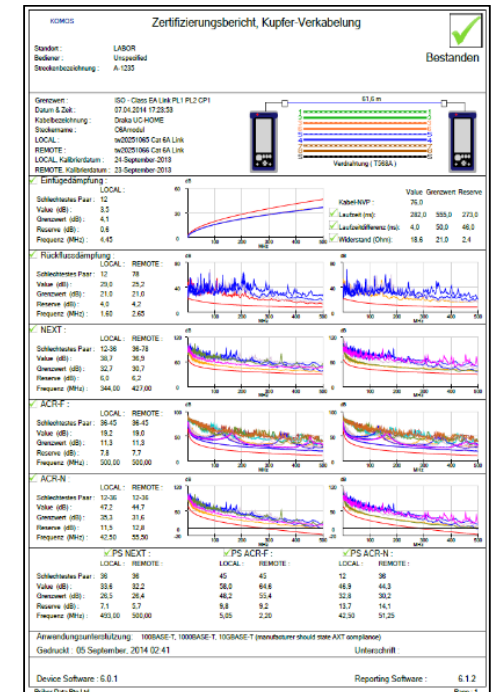 KOMOS
Zertifizierungsbericht, Kupfer-Verkabelung
Standort : LABOR
Bediener : Unspecified
Streckenbezeichnung : A-1235
Bestanden
Grenzwert : ISO - Class EA Link PL1 PL2 CP1
Datum & Zeit : 07.04.2014 17:23:53
Kabelbezeichnung : Draka UC-HOME
Steckername : C6Amodul
LOCAL : tw20251065 Cat 6A Link
REMOTE : tw20251066 Cat 6A Link
LOCAL, Kalibrierdatum : 24-September-2013
REMOTE, Kalibrierdatum : 23-September-2013
61,6 m
Verdrahtung ( T568A )
Einfügedämpfung :
LOCAL :
Schlechtestes Paar : 12
Value (dB) : 3,5
Grenzwert (dB) : 4,1
Reserve (dB) : 0,6
Frequenz (MHz) : 4,45
Value Grenzwert Reserve
Kabel-NVP : 76,0
Laufzeit (ns): 282,0 555,0 273,0
Laufzeitdifferenz (ns): 4,0 50,0 46,0
Widerstand (Ohm): 18,6 21,0 2,4
Rückflussdämpfung :
LOCAL : REMOTE :
Schlechtestes Paar : 12 78
Value (dB) : 25,0 25,2
Grenzwert (dB) : 21,0 21,0
Reserve (dB) : 4,0 4,2
Frequenz (MHz) : 1,60 2,65
NEXT :
LOCAL : REMOTE :
Schlechtestes Paar : 12-36 36-78
Value (dB) : 38,7 36,9
Grenzwert (dB) : 32,7 30,7
Reserve (dB) : 6,0 6,2
Frequenz (MHz) : 344,00 427,00
ACR-F :
LOCAL : REMOTE :
Schlechtestes Paar : 36-45 36-45
Value (dB) : 19,2 19,0
Grenzwert (dB) : 11,3 11,3
Reserve (dB) : 7,8 7,7
Frequenz (MHz) : 500,00 500,00
ACR-N :
LOCAL : REMOTE :
Schlechtestes Paar : 12-36 12-36
Value (dB) : 47,2 44,7
Grenzwert (dB) : 35,3 31,6
Reserve (dB) : 11,5 12,8
Frequenz (MHz) : 42,50 55,50
PS NEXT : PS ACR-F : PS ACR-N :
LOCAL : REMOTE : LOCAL : REMOTE : LOCAL : REMOTE :
Schlechtestes Paar : 36 36 45 45 12 36
Value (dB) : 33,6 32,2 58,0 64,6 46,9 44,3
Grenzwert (dB) : 26,5 26,4 48,2 55,4 32,8 30,2
Reserve (dB) : 7,1 5,7 9,8 9,2 13,7 14,1
Frequenz (MHz) : 493,00 500,00 5,05 2,20 42,50 51,25
Anwendungsunterstützung: 100BASE-T, 1000BASE-T, 10GBASE-T (manufacturer should state AXT compliance)
Gedruckt : 05 September, 2014 02:41 Unterschrift
Device Software : 6.0.1 Reporting Software : 6.1.2